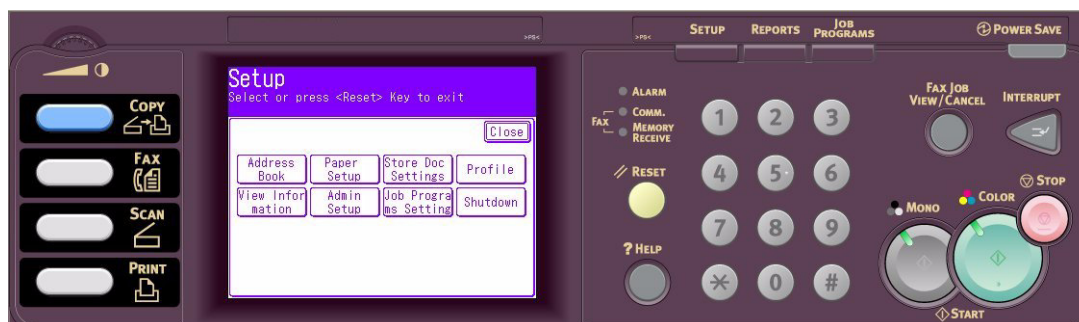 >PS<
>PS<
SETUP
REPORTS
JOB
PROGRAMS
POWER SAVE
COPY
FAX
SCAN
PRINT
Setup
Select or press <Reset> Key to exit
Close
Address
Book
Paper
Setup
Store Doc
Settings
Profile
View Infor
mation
Admin
Setup
Job Progra
ms Setting
Shutdown
ALARM
FAX
COMM.
MEMORY
RECEIVE
RESET
? HELP
1
2
3
4
5
6
7
8
9
0
#
FAX JOB
VIEW/CANCEL
INTERRUPT
STOP
MONO
COLOR
START